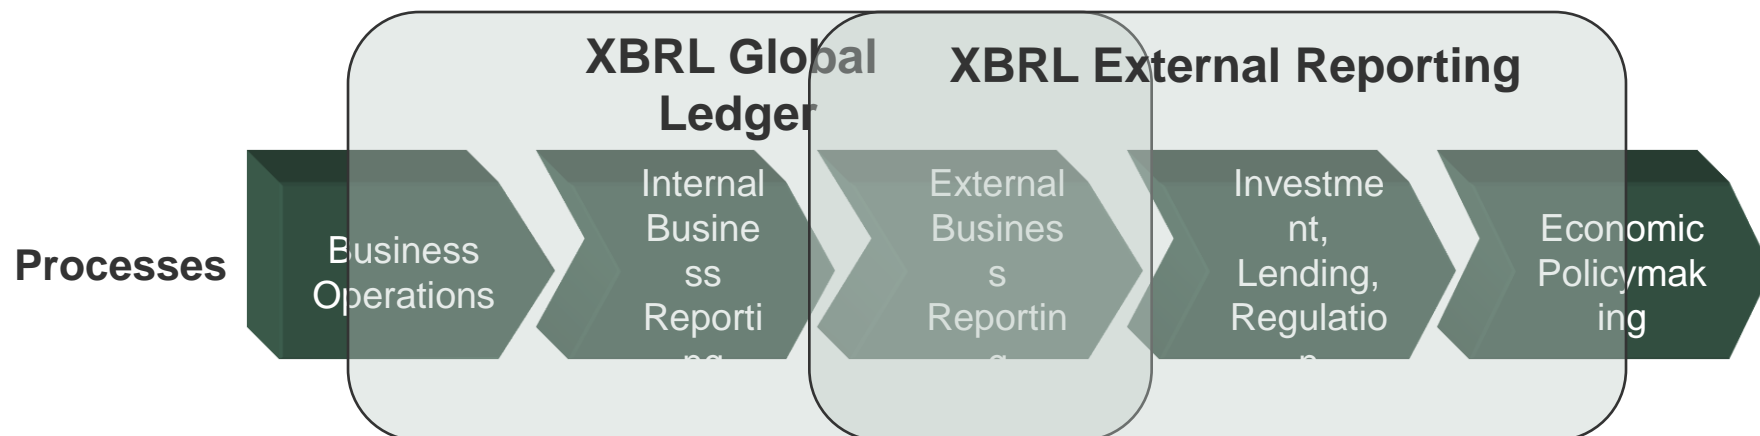 XBRL Global
Ledger
XBRL External Reporting
Processes
Business
Operations
Internal
Busine
ss
Reporti
ng
External
Busines
s
Reportin
g
Investme
nt,
Lending,
Regulatio
n
Economic
Policymak
ing